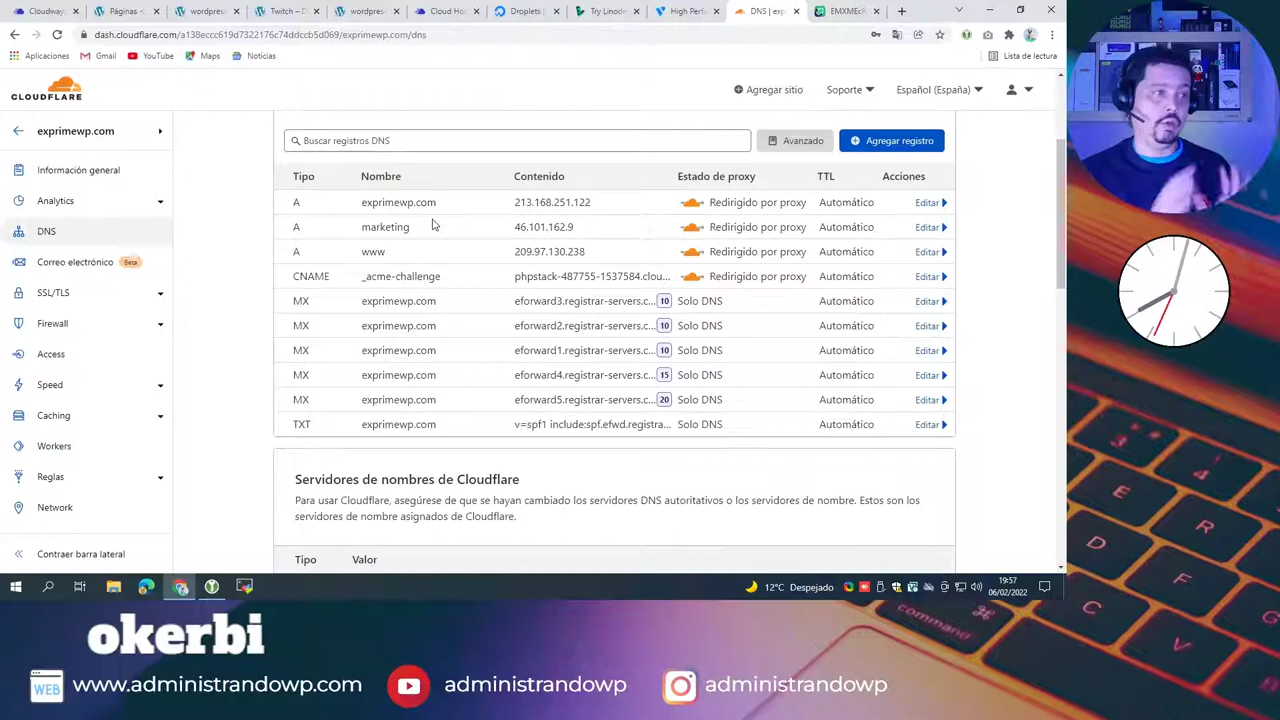 Cloudway
Páginas ‹
wordpress
Twitch – D
wordpress
Cloud Ho
Droplets |
Try Linode
High Perf
DNS | exp
EMXMEcR
dash.cloudflare.com/a138eccc619d7322176c74ddccb5d069/exprimewp.com/
Aplicaciones
Gmail
YouTube
Maps
Noticias
Lista de lectura
CLOUDFLARE
Agregar sitio
Soporte
Español (España)
exprimewp.com
Información general
Analytics
DNS
Correo electrónico Beta
SSL/TLS
Firewall
Access
Speed
Caching
Workers
Reglas
Network
Contraer barra lateral
Buscar registros DNS
Avanzado
Agregar registro
Tipo Nombre Contenido Estado de proxy TTL Acciones
A exprimewp.com 213.168.251.122 Redirigido por proxy Automático Editar
A marketing 46.101.162.9 Redirigido por proxy Automático Editar
A www 209.97.130.238 Redirigido por proxy Automático Editar
CNAME _acme-challenge phpstack-487755-1537584.clou... Redirigido por proxy Automático Editar
MX exprimewp.com eforward3.registrar-servers.c... 10 Solo DNS Automático Editar
MX exprimewp.com eforward2.registrar-servers.c... 10 Solo DNS Automático Editar
MX exprimewp.com eforward1.registrar-servers.c... 10 Solo DNS Automático Editar
MX exprimewp.com eforward4.registrar-servers.c... 15 Solo DNS Automático Editar
MX exprimewp.com eforward5.registrar-servers.c... 20 Solo DNS Automático Editar
TXT exprimewp.com v=spf1 include:spf.efwd.registra... Solo DNS Automático Editar
Servidores de nombres de Cloudflare
Para usar Cloudflare, asegúrese de que se hayan cambiado los servidores DNS autoritativos o los servidores de nombre. Estos son los
servidores de nombre asignados de Cloudflare.
Tipo Valor
12°C Despejado
19:57
06/02/2022
okerbi
WEB www.administrandowp.com
administrandowp
administrandowp
E
R
D
F
C
V
command